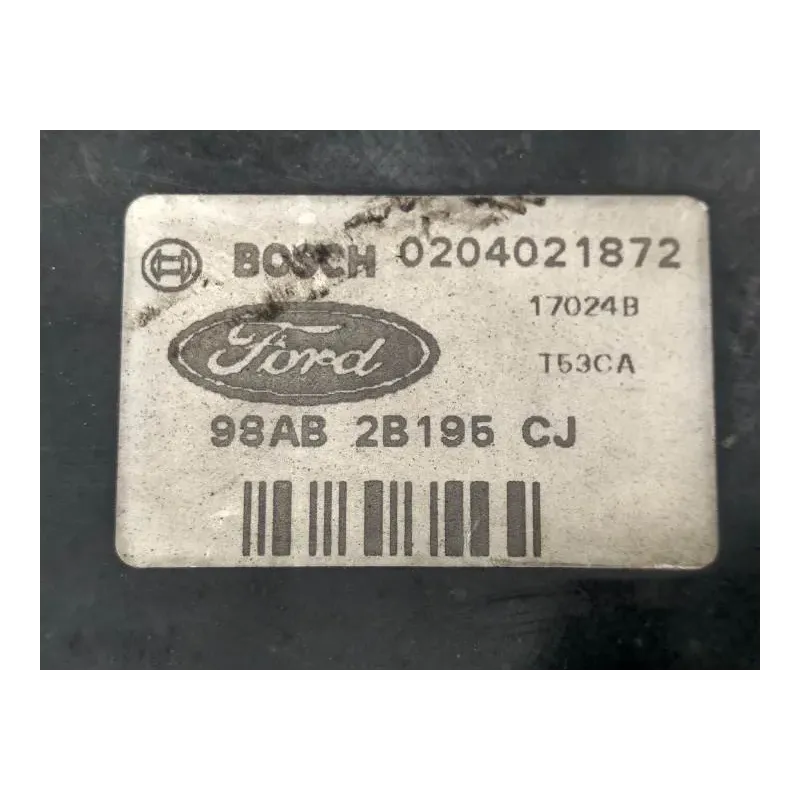 BOSCH 0204021872
17024B
Ford
T53CA
98AB 2B195 CJ